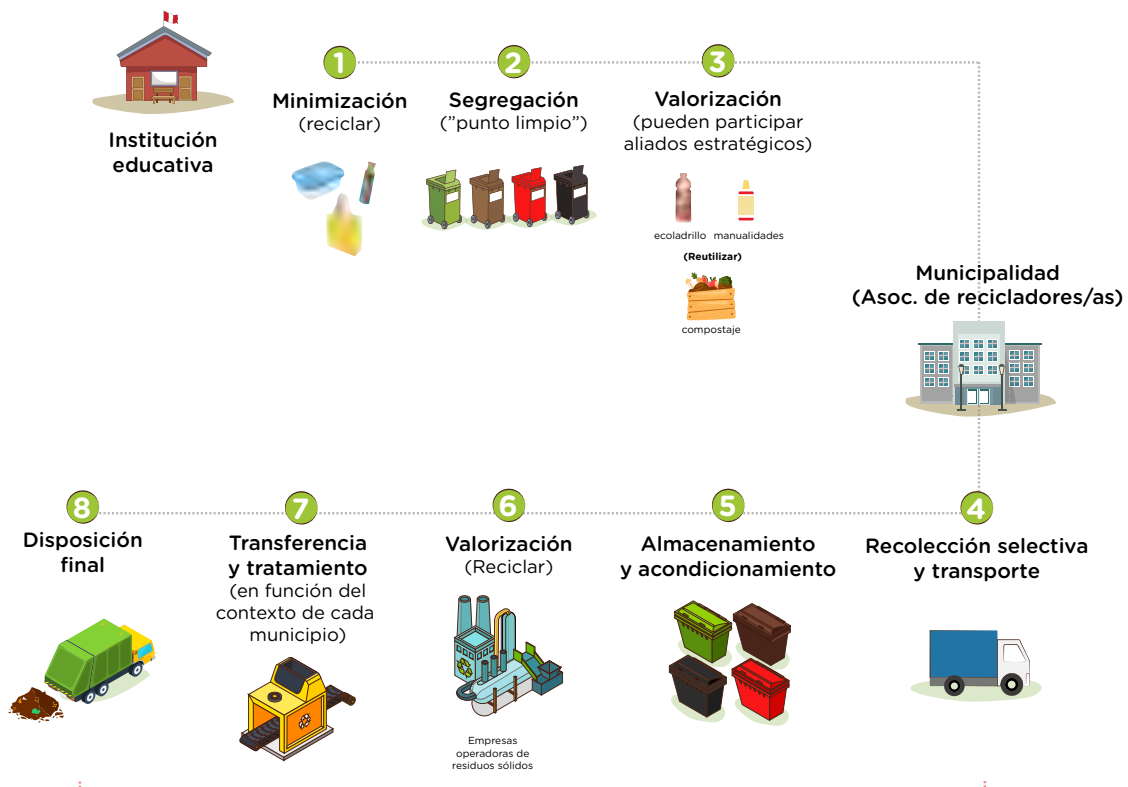 Institución
educativa
1
Minimización
(reciclar)
2
Segregación
("punto limpio")
3
Valorización
(pueden participar
aliados estratégicos)
ecoladrillo
manualidades
(Reutilizar)
compostaje
Municipalidad
(Asoc. de recicladores/as)
4
Recolección selectiva
y transporte
5
Almacenamiento
y acondicionamiento
6
Valorización
(Reciclar)
Empresas
operadoras de
residuos sólidos
7
Transferencia
y tratamiento
(en función del
contexto de cada
municipio)
8
Disposición
final